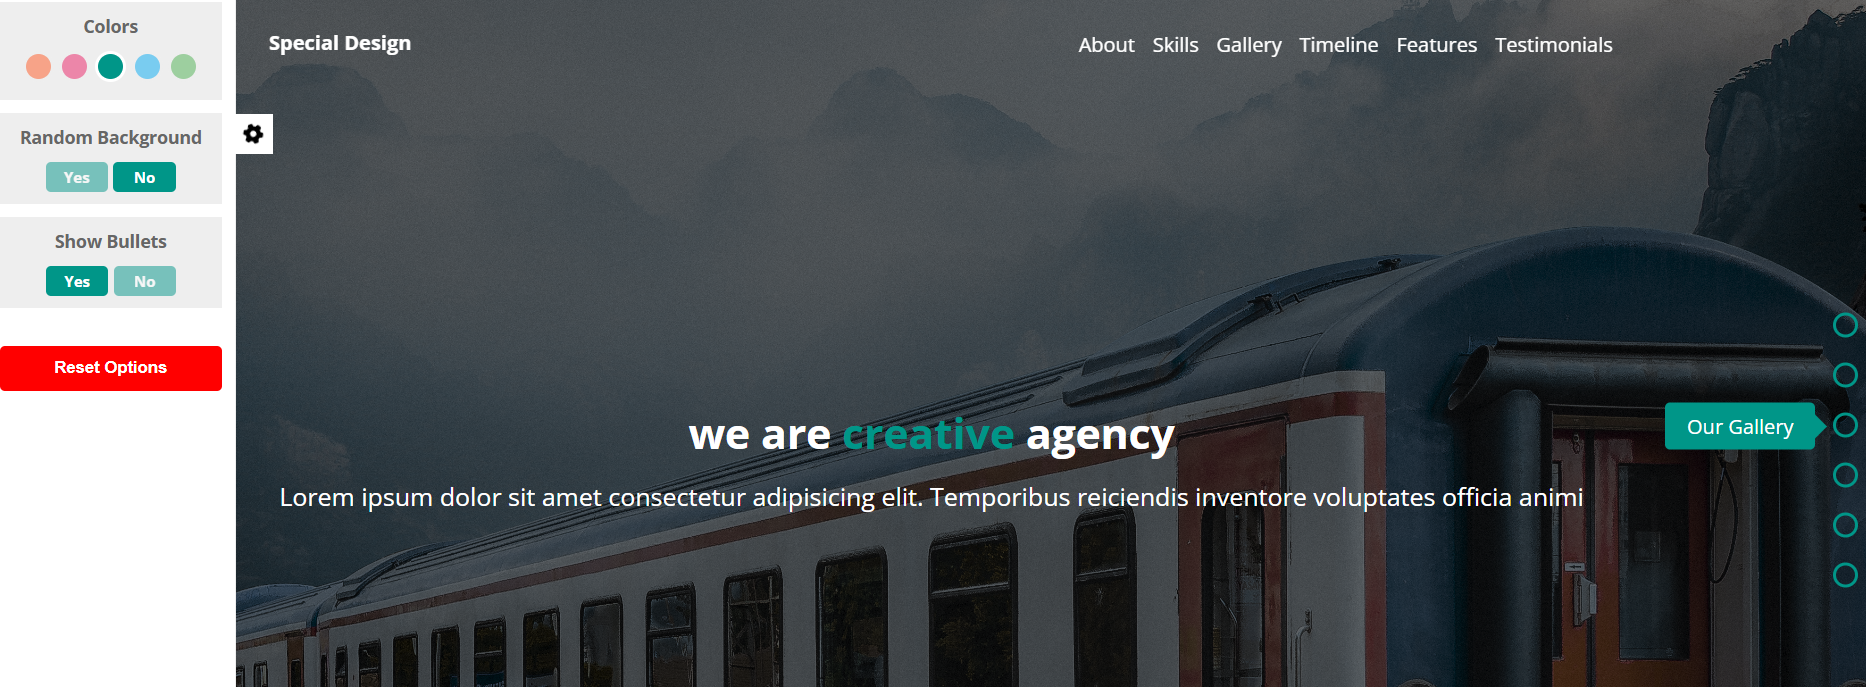 Colors
Random Background
Yes No
Show Bullets
Yes No
Reset Options
Special Design
About Skills Gallery Timeline Features Testimonials
we are creative agency
Lorem ipsum dolor sit amet consectetur adipisicing elit. Temporibus reiciendis inventore voluptates officia animi
Our Gallery